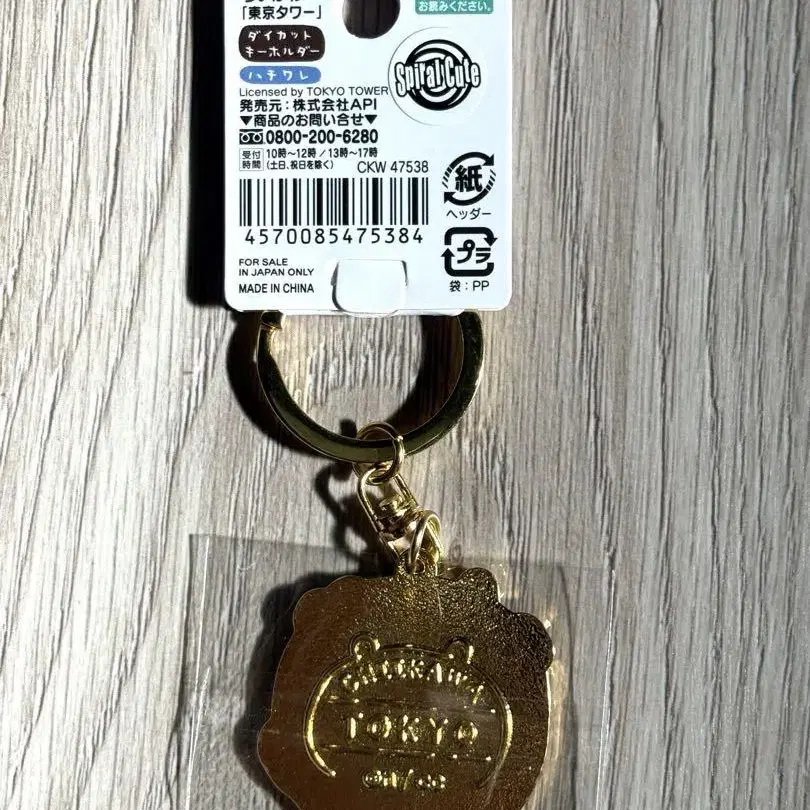 「東京タワー」
お読みください。
ダイカット
キーホルダー
ハチワレ
Spiral Cute
Licensed by TOKYO TOWER
発売元：株式会社API
▼商品のお問い合せ▼
0800-200-6280
受付時間 10時～12時／13時～17時
(土日、祝日を除く)
CKW 47538
紙
ヘッダー
4570085475384
プラ
袋：PP
FOR SALE
IN JAPAN ONLY
MADE IN CHINA
CHIIKAWA
TOKYO